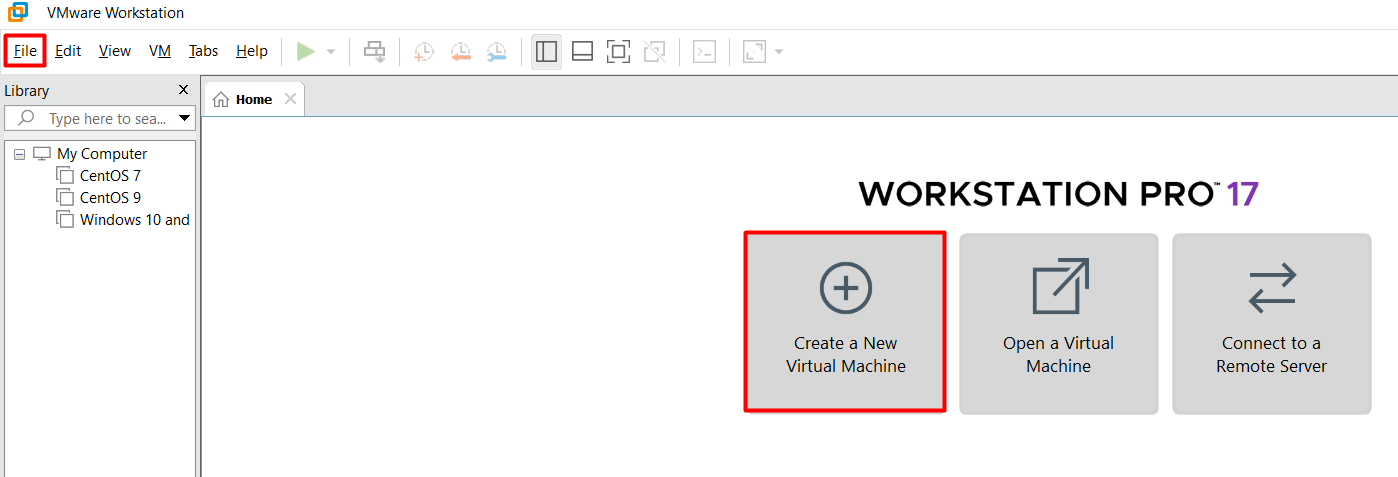 VMware Workstation
File Edit View VM Tabs Help
Library
Home
Type here to sea...
My Computer
CentOS 7
CentOS 9
Windows 10 and
WORKSTATION PRO™ 17
Create a New
Virtual Machine
Open a Virtual
Machine
Connect to a
Remote Server